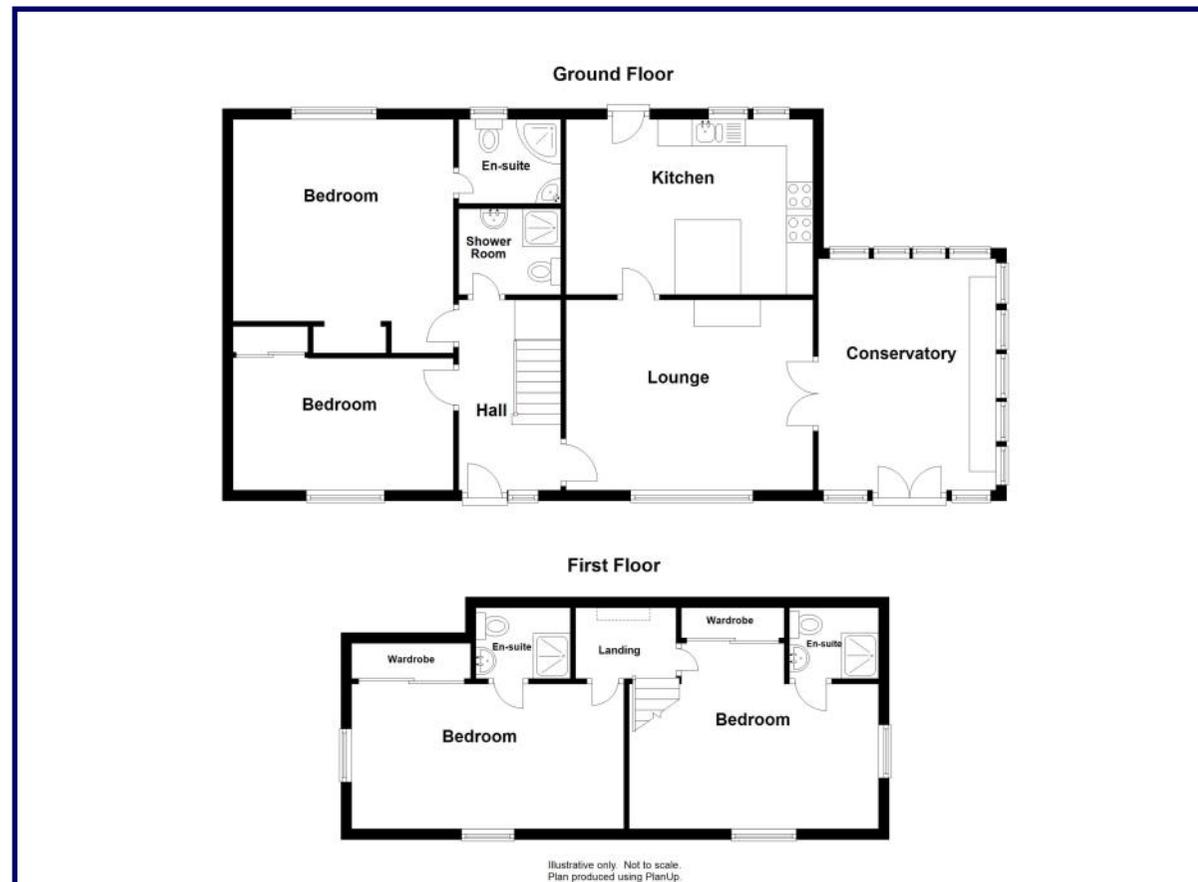 Ground Floor
En-suite
Bedroom
Kitchen
Shower
Room
Conservatory
Lounge
Bedroom
Hall
First Floor
Wardrobe
En-suite
En-suite
Landing
Wardrobe
Bedroom
Bedroom
Illustrative only. Not to scale.
Plan produced using PlanUp.